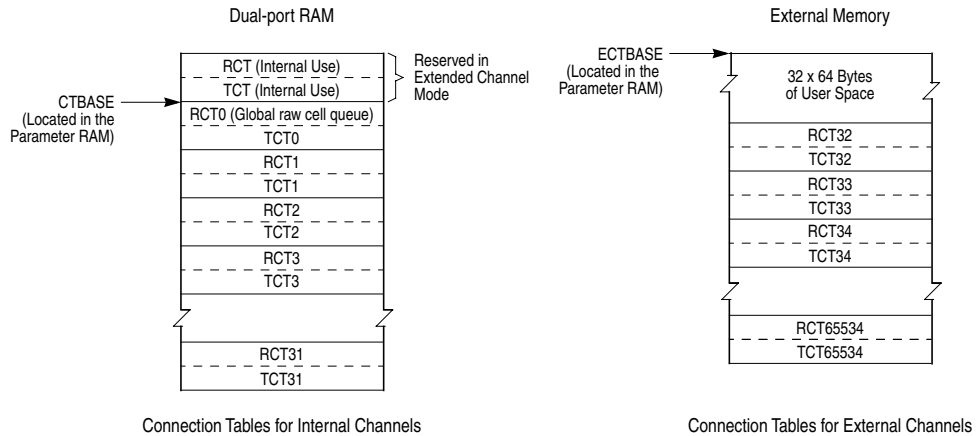 Dual-port RAM
RCT (Internal Use)
TCT (Internal Use)
Reserved in
Extended Channel
Mode
CTBASE
(Located in the
Parameter RAM)
RCT0 (Global raw cell queue)
TCT0
RCT1
TCT1
RCT2
TCT2
RCT3
TCT3
RCT31
TCT31
Connection Tables for Internal Channels
External Memory
ECTBASE
(Located in the
Parameter RAM)
32 x 64 Bytes
of User Space
RCT32
TCT32
RCT33
TCT33
RCT34
TCT34
RCT65534
TCT65534
Connection Tables for External Channels